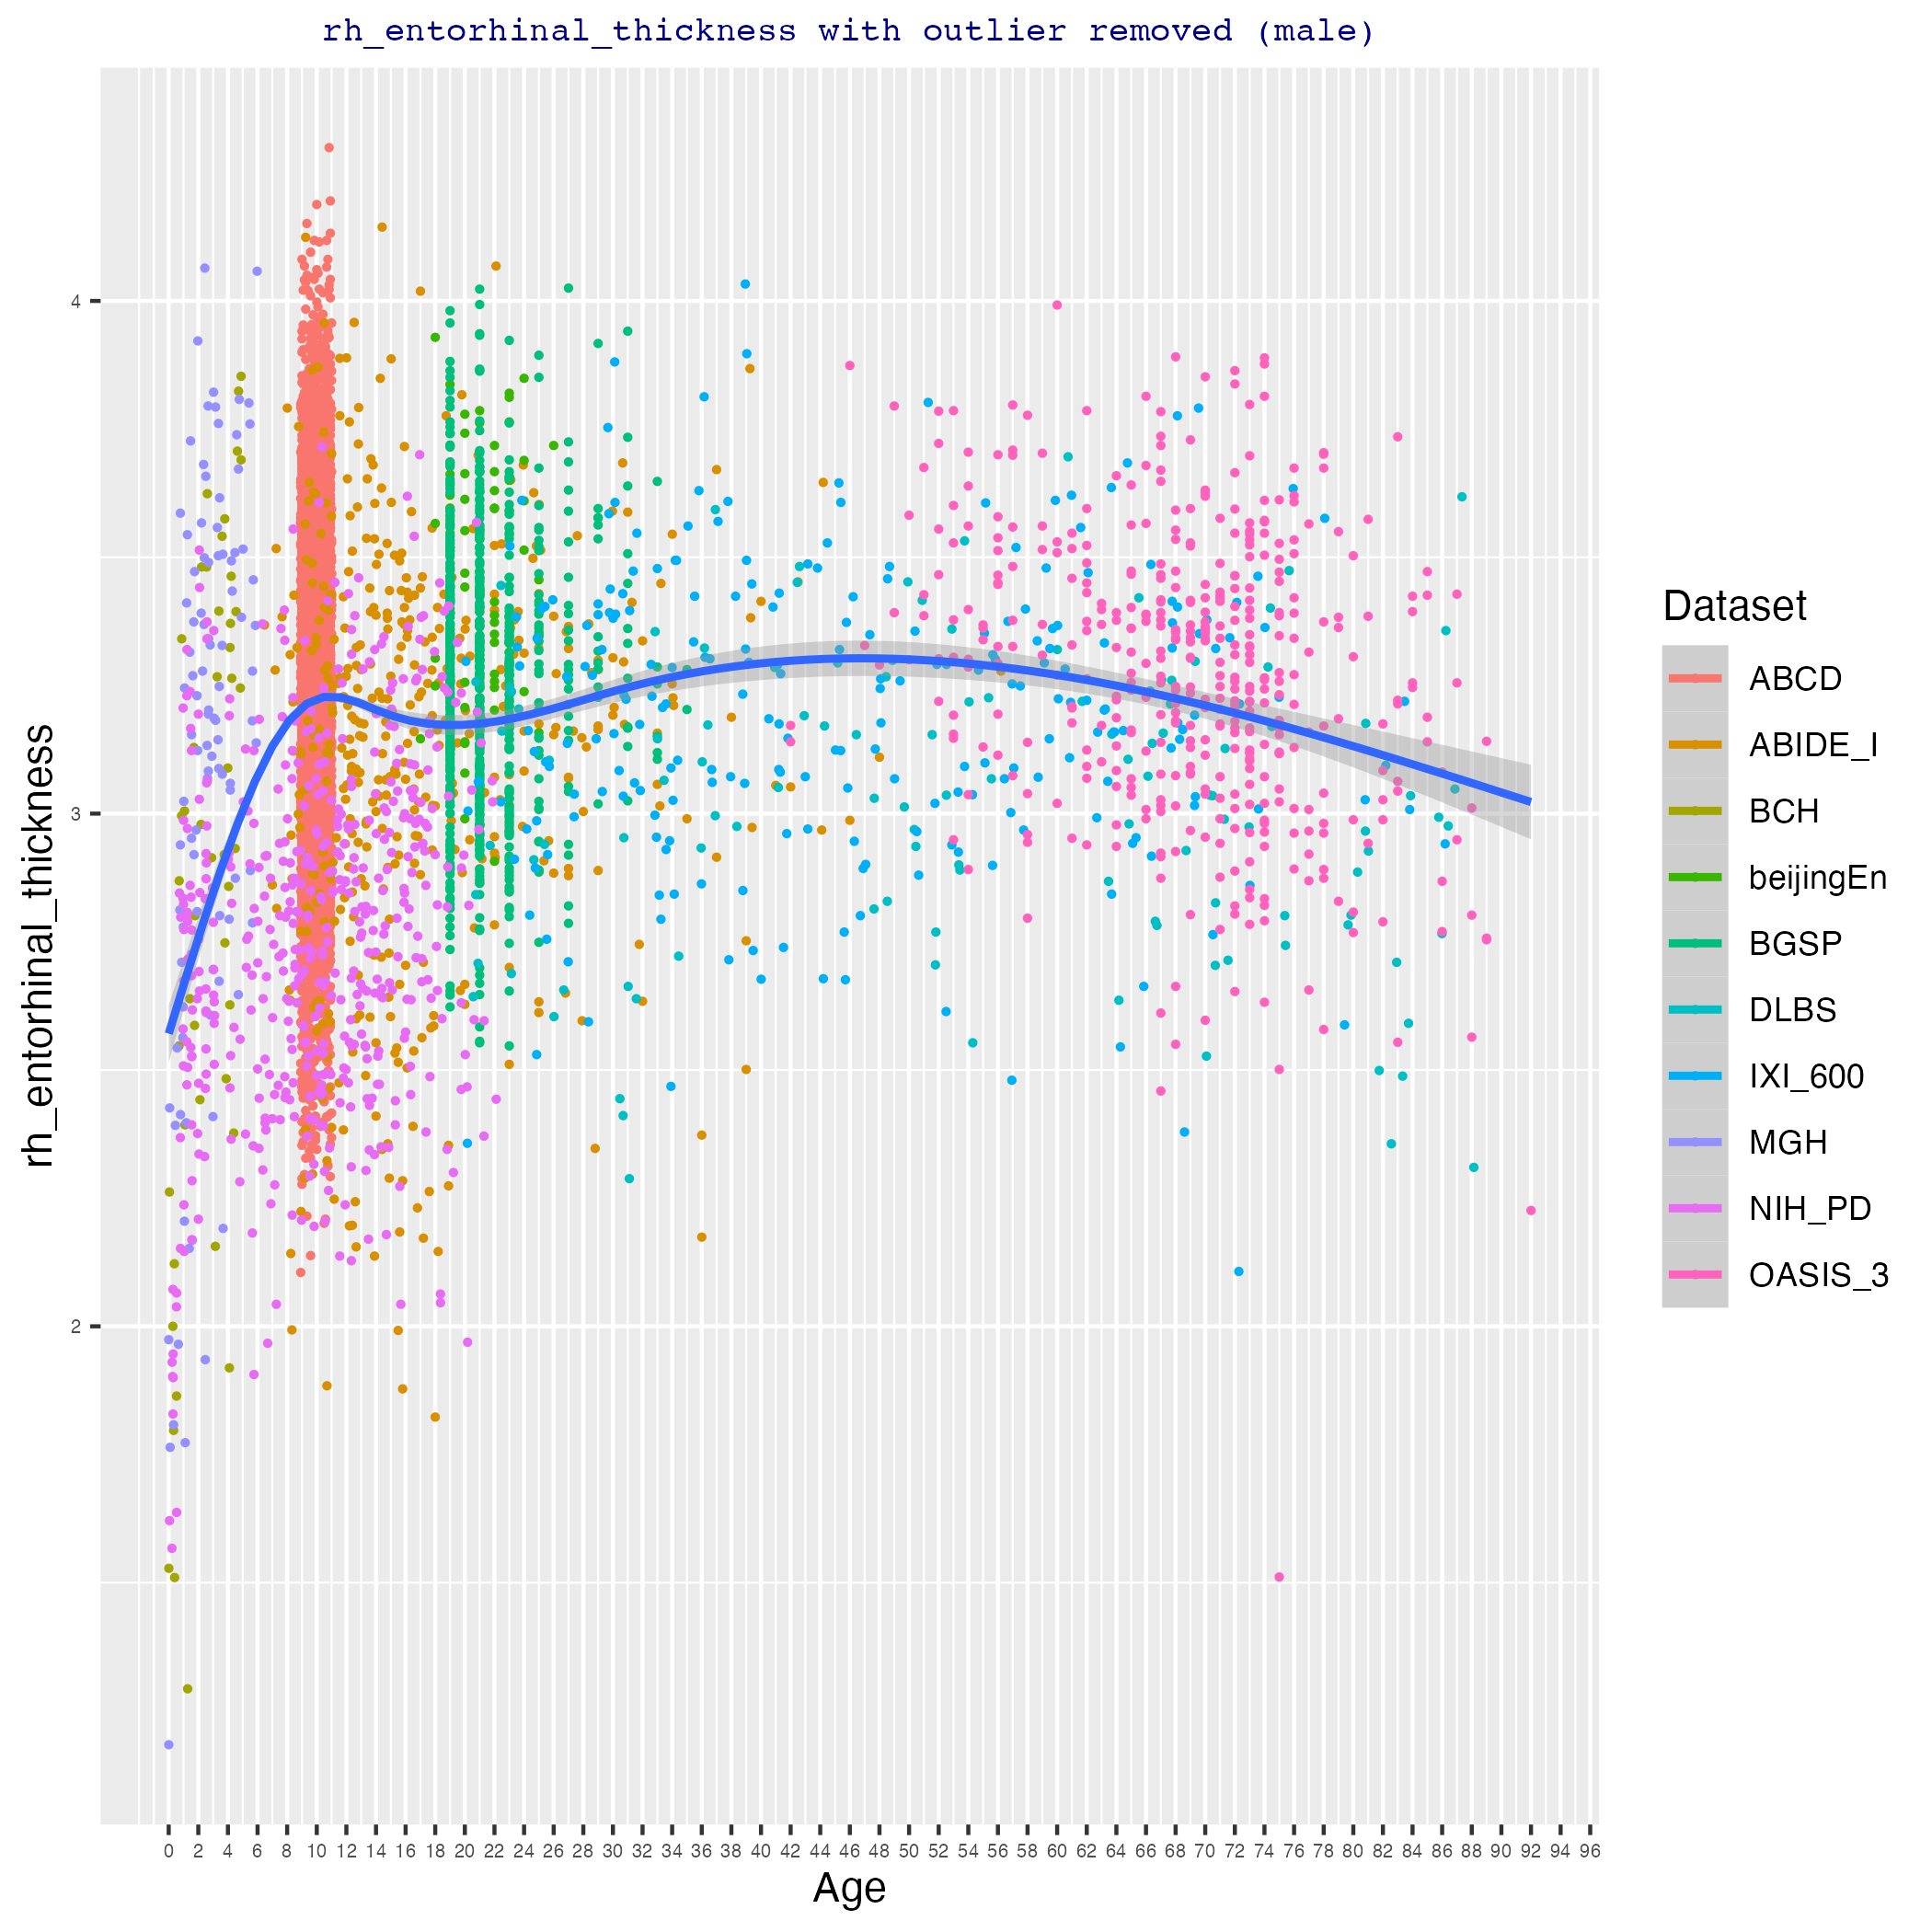 rh_entorhinal_thickness with outlier removed (male)
rh_entorhinal_thickness
4
3
2
0 2 4 6 8 10 12 14 16 18 20 22 24 26 28 30 32 34 36 38 40 42 44 46 48 50 52 54 56 58 60 62 64 66 68 70 72 74 76 78 80 82 84 86 88 90 92 94 96
Age
Dataset
ABCD
ABIDE_I
BCH
beijingEn
BGSP
DLBS
IXI_600
MGH
NIH_PD
OASIS_3